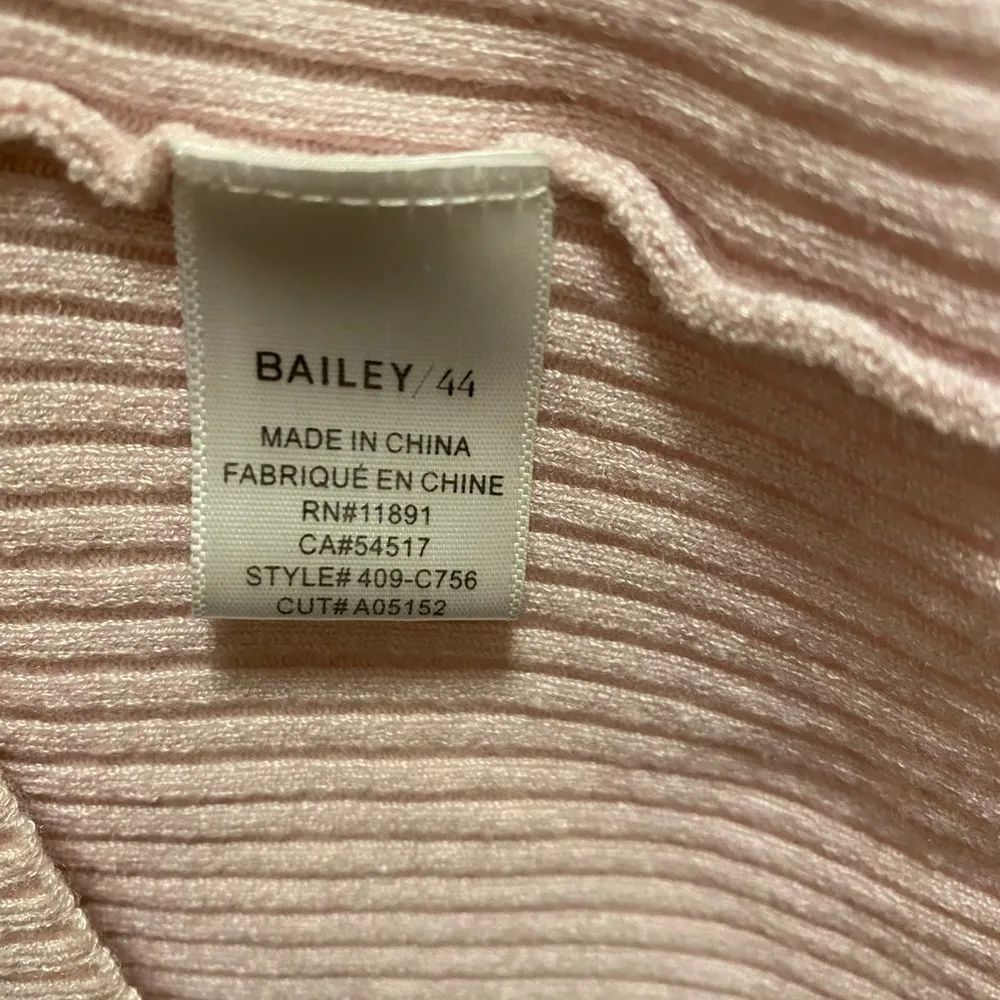 BAILEY/44
MADE IN CHINA
FABRIQUÉ EN CHINE
RN#11891
CA#54517
STYLE# 409-C756
CUT# A05152